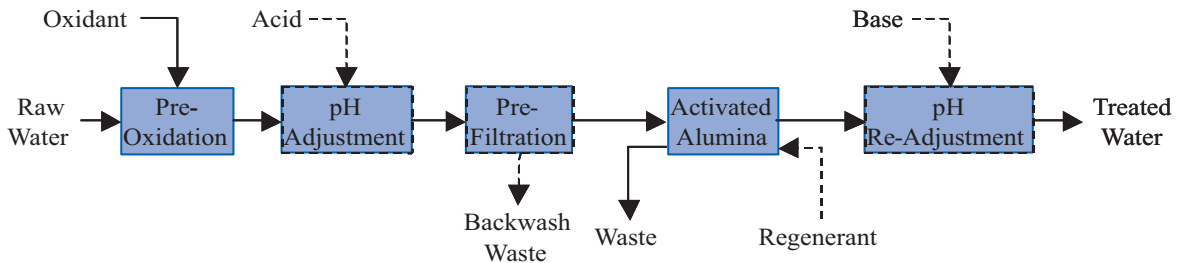 Oxidant
Acid
Base
Raw
Water
Pre-
Oxidation
pH
Adjustment
Pre-
Filtration
Activated
Alumina
pH
Re-Adjustment
Treated
Water
Backwash
Waste
Waste
Regenerant